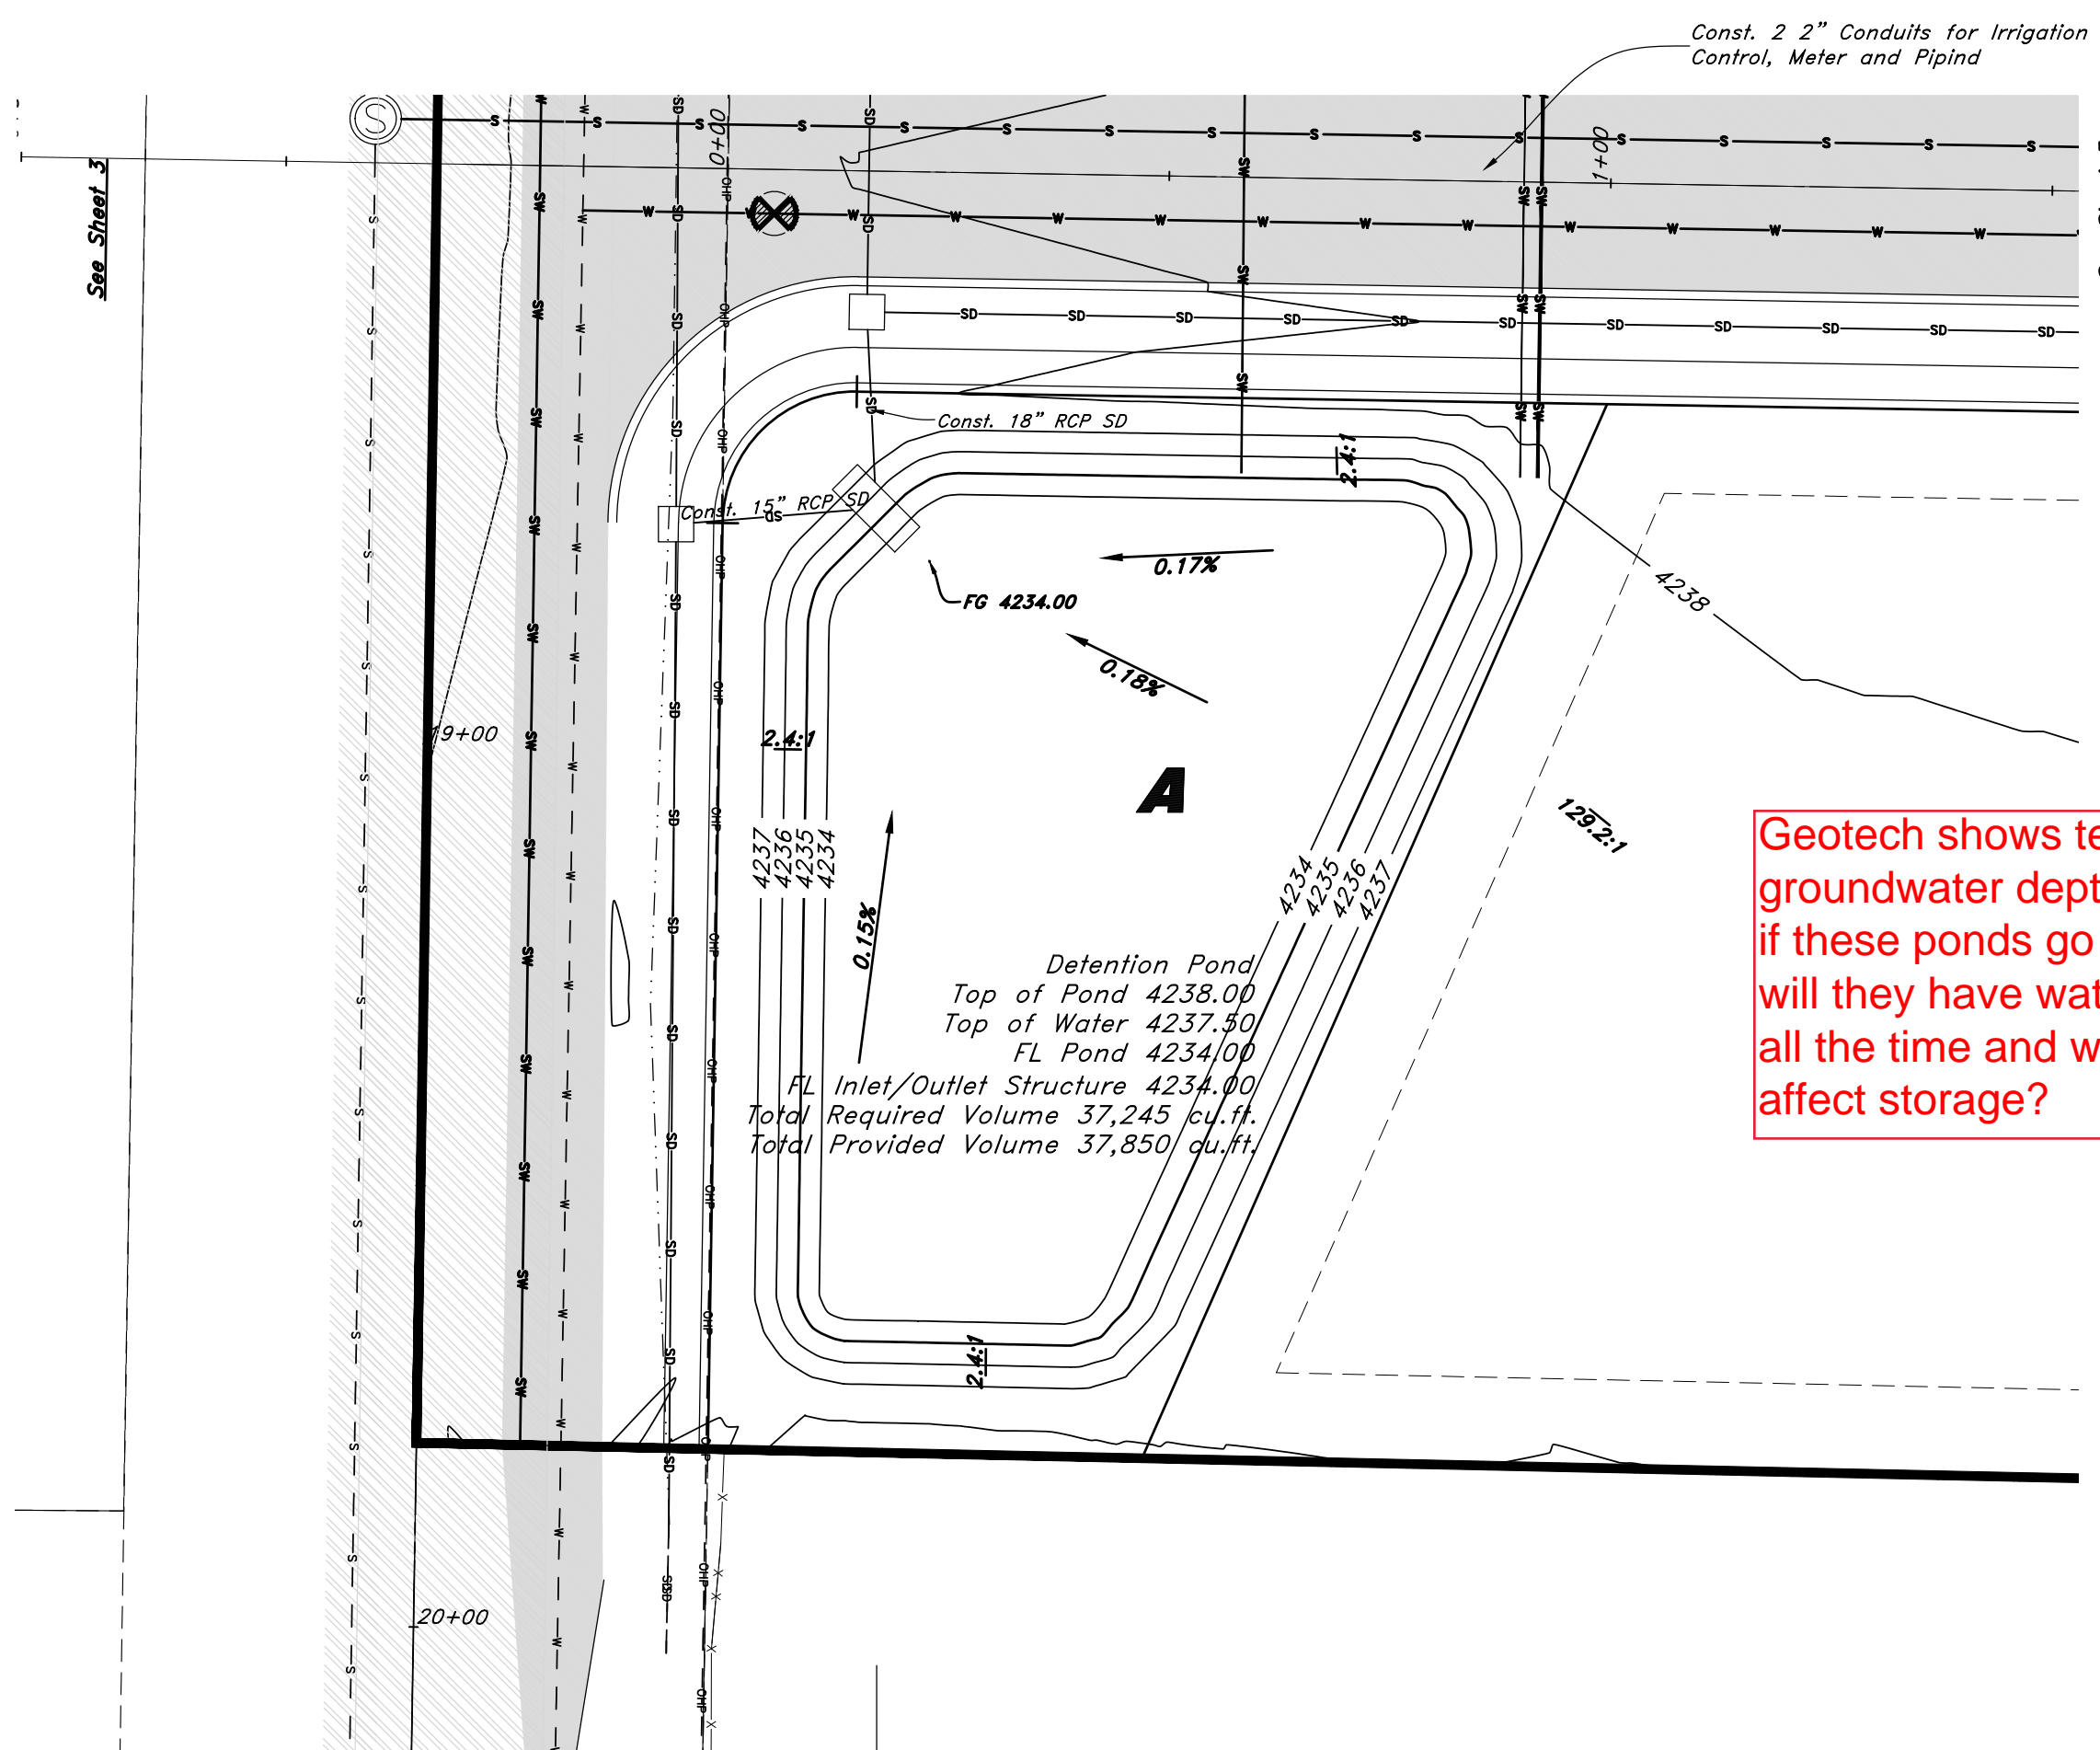 Const. 2 2" Conduits for Irrigation
Control, Meter and Pipind
See Sheet 3
S
0+00
1+00
Const. 18" RCP SD
Const. 15" RCP SD
2.4:1
0.17%
FG 4234.00
0.18%
4238
19+00
2.4:1
A
129.2:1
4237
4236
4235
4234
4234
4235
4236
4237
0.15%
Detention Pond
Top of Pond 4238.00
Top of Water 4237.50
FL Pond 4234.00
FL Inlet/Outlet Structure 4234.00
Total Required Volume 37,245 cu.ft.
Total Provided Volume 37,850 cu.ft.
Geotech shows
groundwater
if these ponds go
will they have
all the time and
affect storage?
2.4:1
20+00